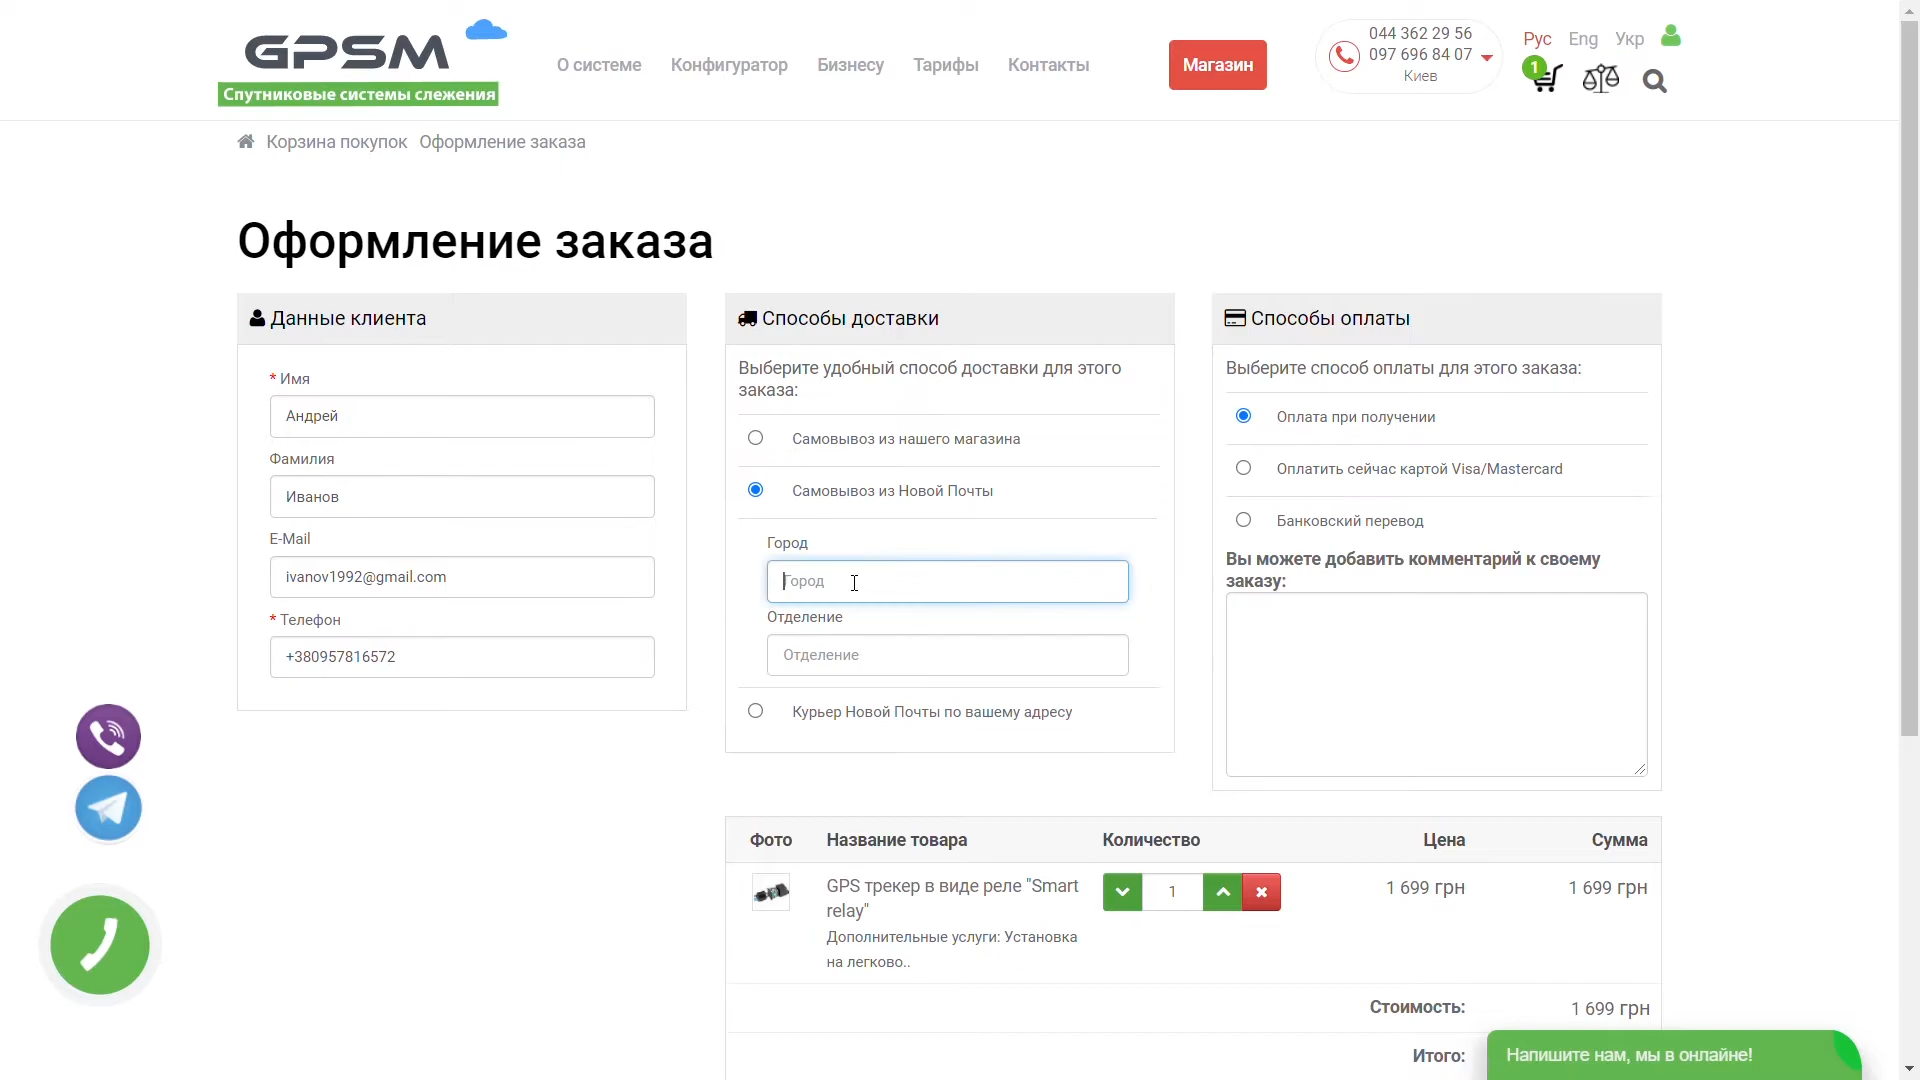 GPSM
Спутниковые системы слежения
О системе
Конфигуратор
Бизнесу
Тарифы
Контакты
Магазин
044 362 29 56
097 696 84 07
Киев
Рус
Eng
Укр
1
Корзина покупок
Оформление заказа
Оформление заказа
Данные клиента
* Имя
Андрей
Фамилия
Иванов
E-Mail
ivanov1992@gmail.com
* Телефон
+380957816572
Способы доставки
Выберите удобный способ доставки для этого
заказа:
Самовывоз из нашего магазина
Самовывоз из Новой Почты
Город
Город
Отделение
Отделение
Курьер Новой Почты по вашему адресу
Способы оплаты
Выберите способ оплаты для этого заказа:
Оплата при получении
Оплатить сейчас картой Visa/Mastercard
Банковский перевод
Вы можете добавить комментарий к своему
заказу:
Фото
Название товара
Количество
Цена
Сумма
GPS трекер в виде реле "Smart
relay"
Дополнительные услуги: Установка
на легково..
1
1 699 грн
1 699 грн
Стоимость:
1 699 грн
Итого:
Напишите нам, мы в онлайне!